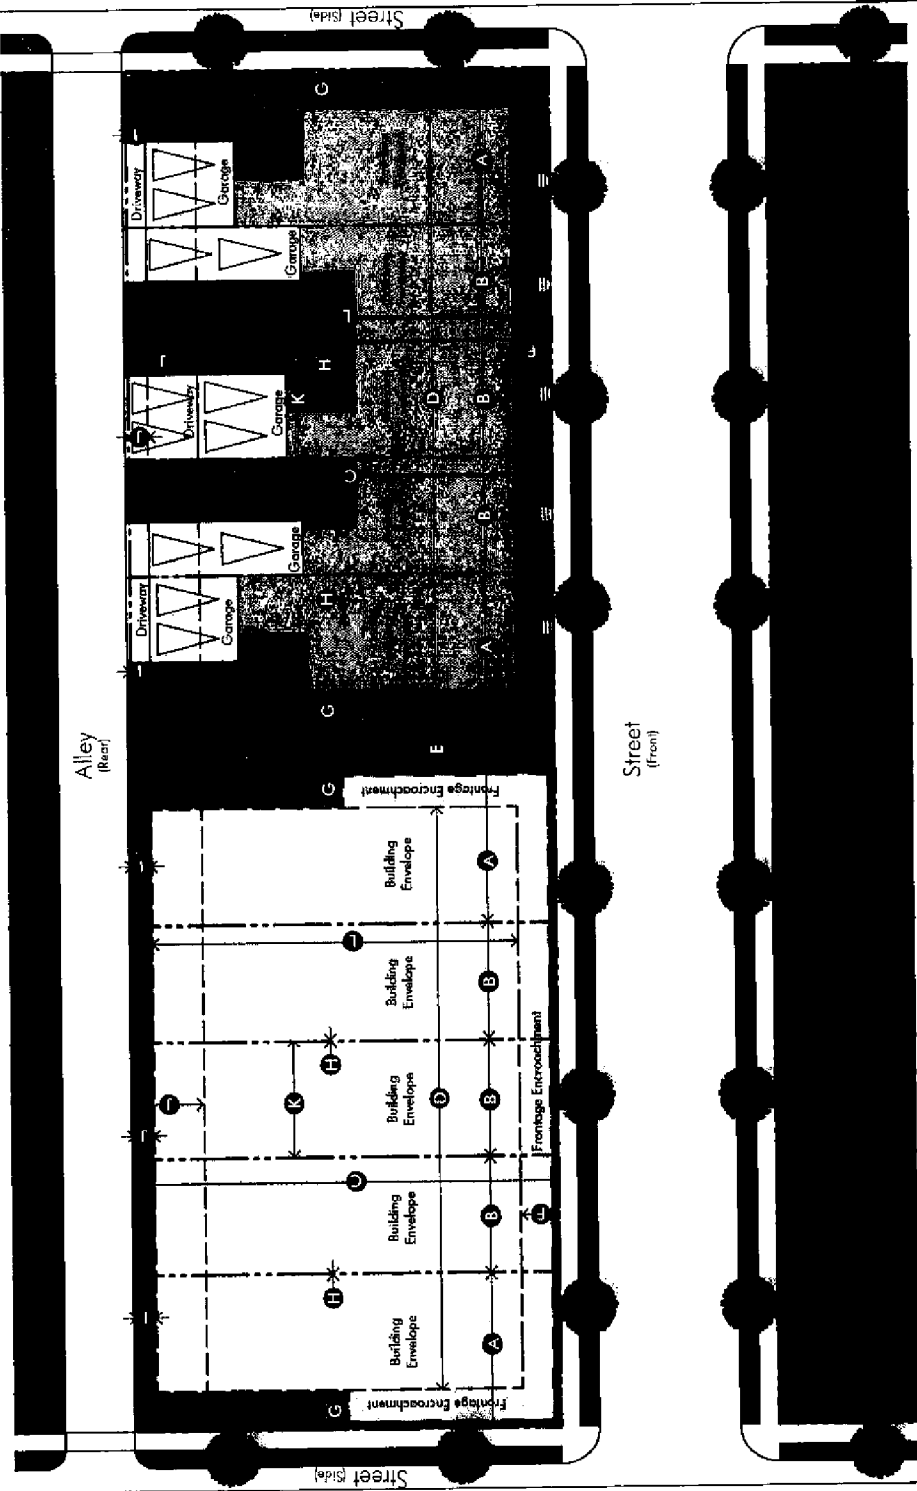 Street (Side)
G
Driveway
Garage
A
Garage
B
L
J
H
F
K
D
B
Driveway
Garage
C
B
Garage
Driveway
Garage
H
A
G
E
Alley
(Rear)
Street
(Front)
G
Frontage Encroachment
Building
Envelope
A
Building
Envelope
B
Building
Envelope
H
K
D
B
Frontage Encroachment
Building
Envelope
B
F
Building
Envelope
H
A
G
Frontage Encroachment
Street (Side)